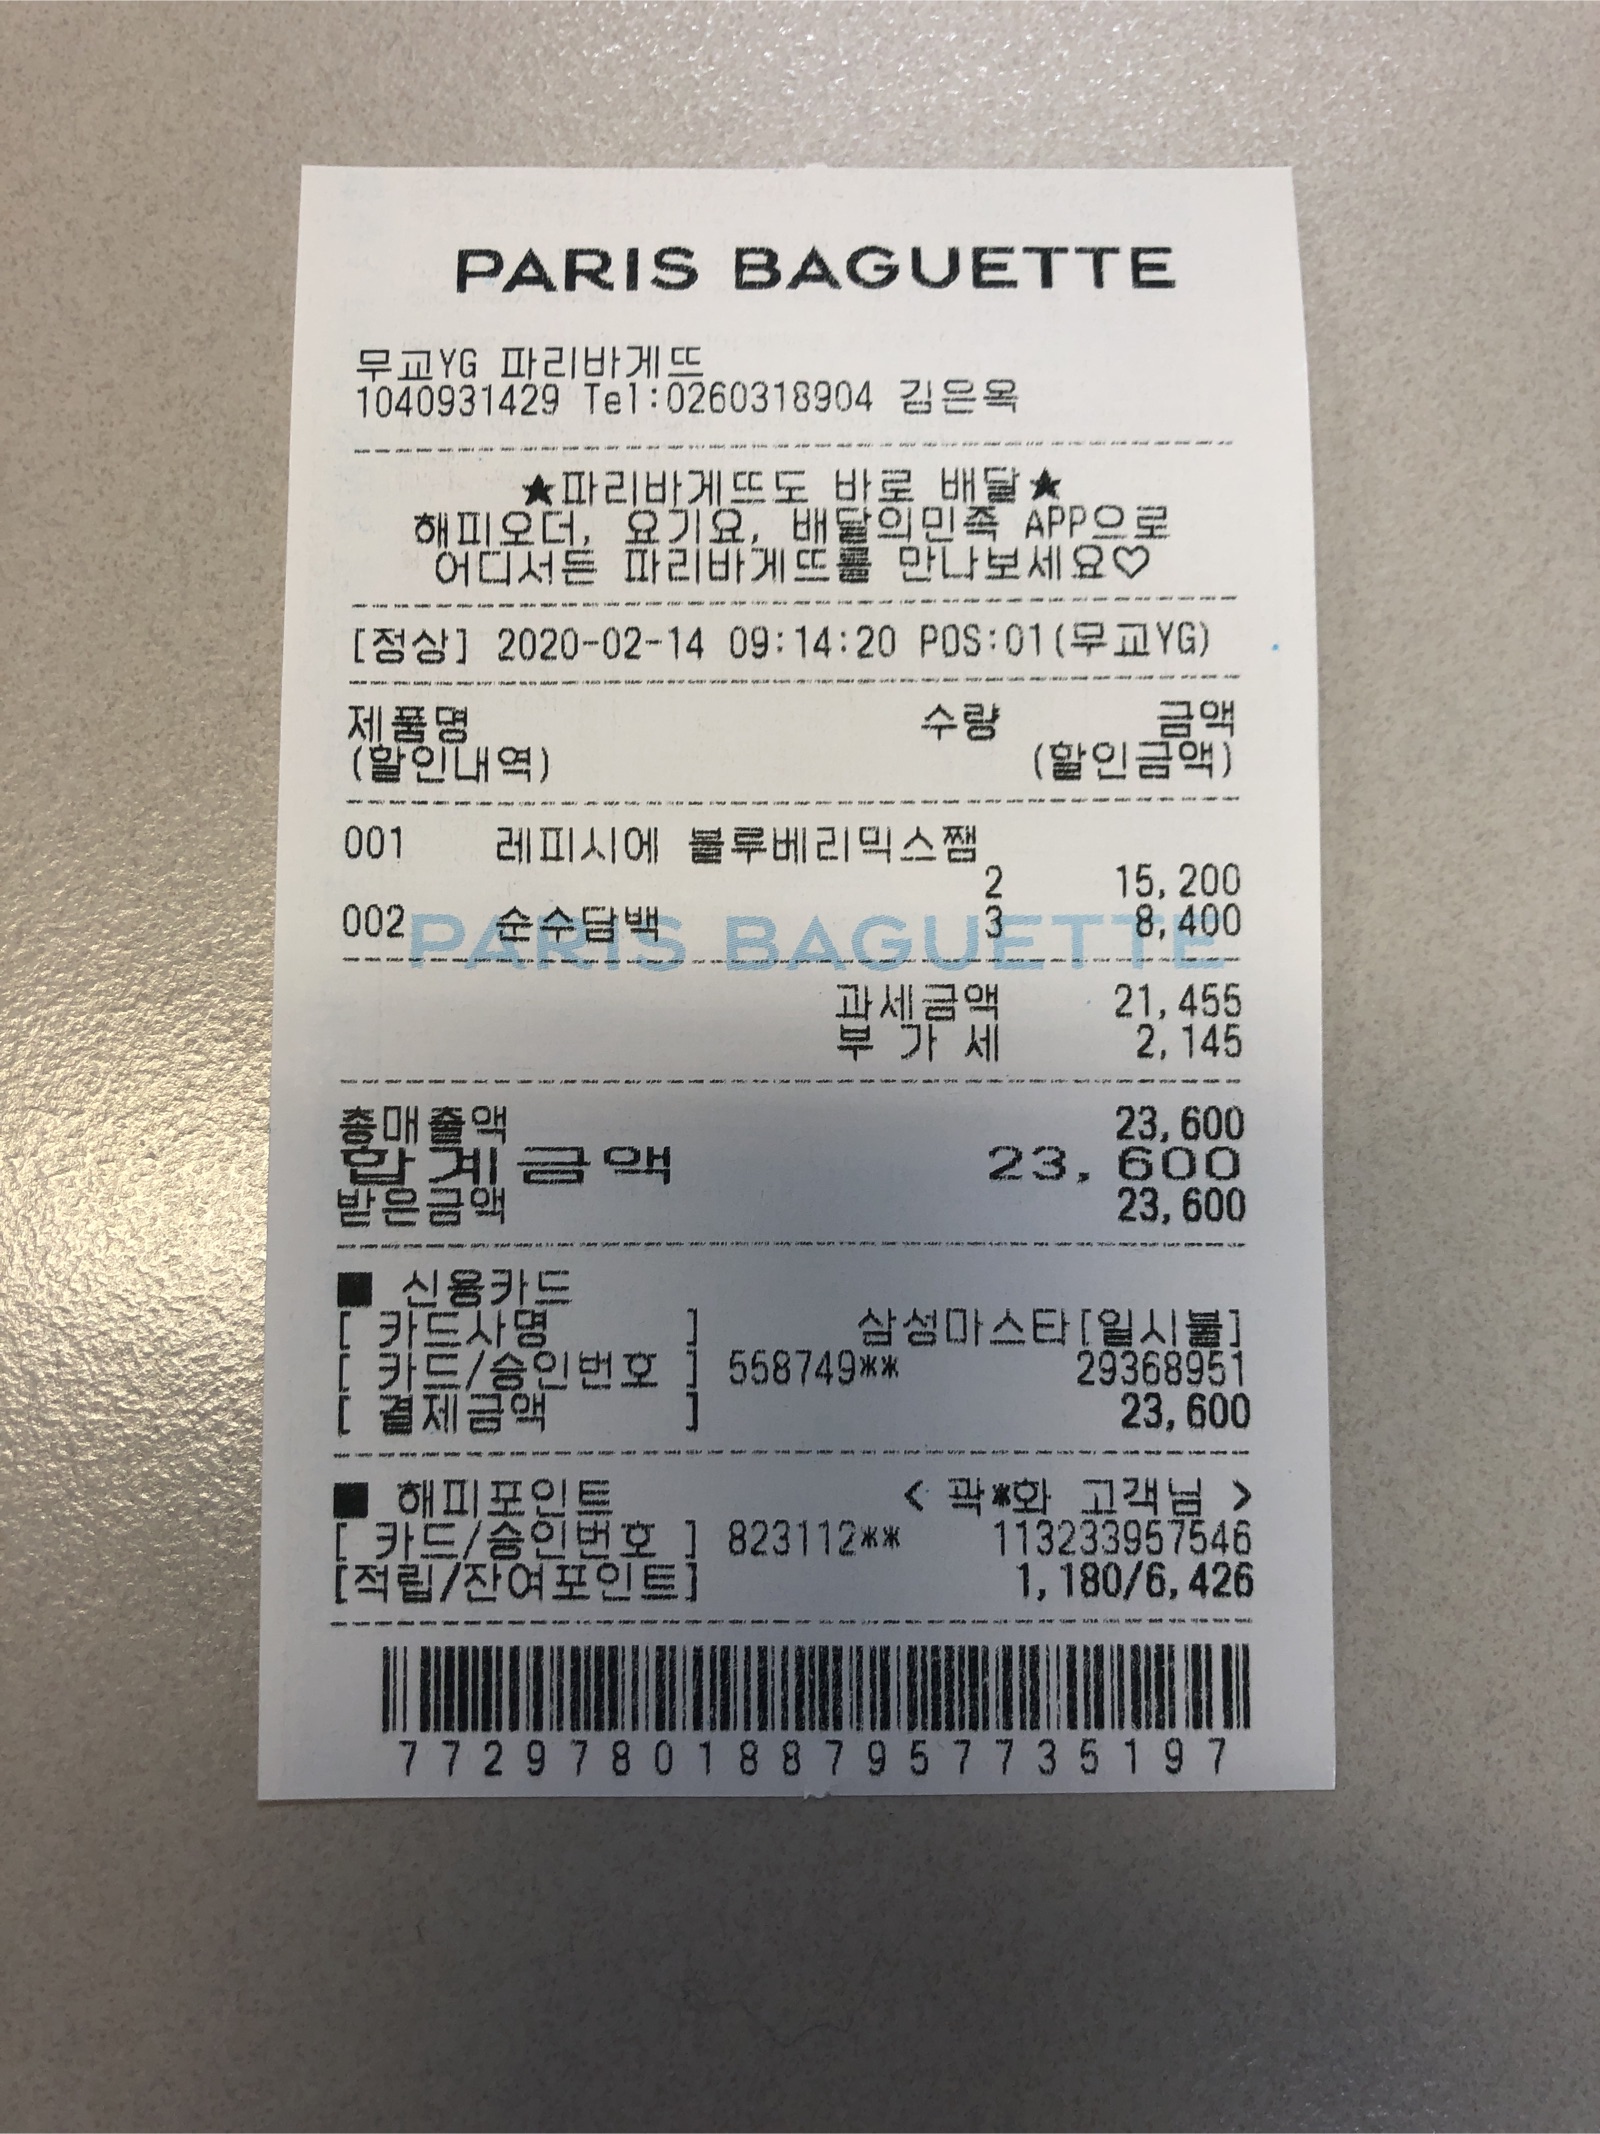 PARIS BAGUETTE
무교YG 파리바게뜨
1040931429 Tel:0260318904 김은옥
★파리바게뜨도 바로 배달★
해피오더, 요기요, 배달의민족 APP으로
어디서든 파리바게뜨를 만나보세요♡
[정상] 2020-02-14 09:14:20 POS:01(무교YG)
제품명 수량 금액
(할인내역) (할인금액)
001 레피시에 블루베리믹스쨈
2 15,200
002 순수담백 3 8,400
PARIS BAGUETTE
과세금액 21,455
부 가 세 2,145
총매출액 23,600
합계금액 23,600
받은금액 23,600
■ 신용카드
[ 카드사명 ] 삼성마스타[일시불]
[ 카드/승인번호 ] 558749** 29368951
[ 결제금액 ] 23,600
■ 해피포인트 < 곽*화 고객님 >
[ 카드/승인번호 ] 823112** 113233957546
[적립/잔여포인트] 1,180/6,426
77297801887957735197